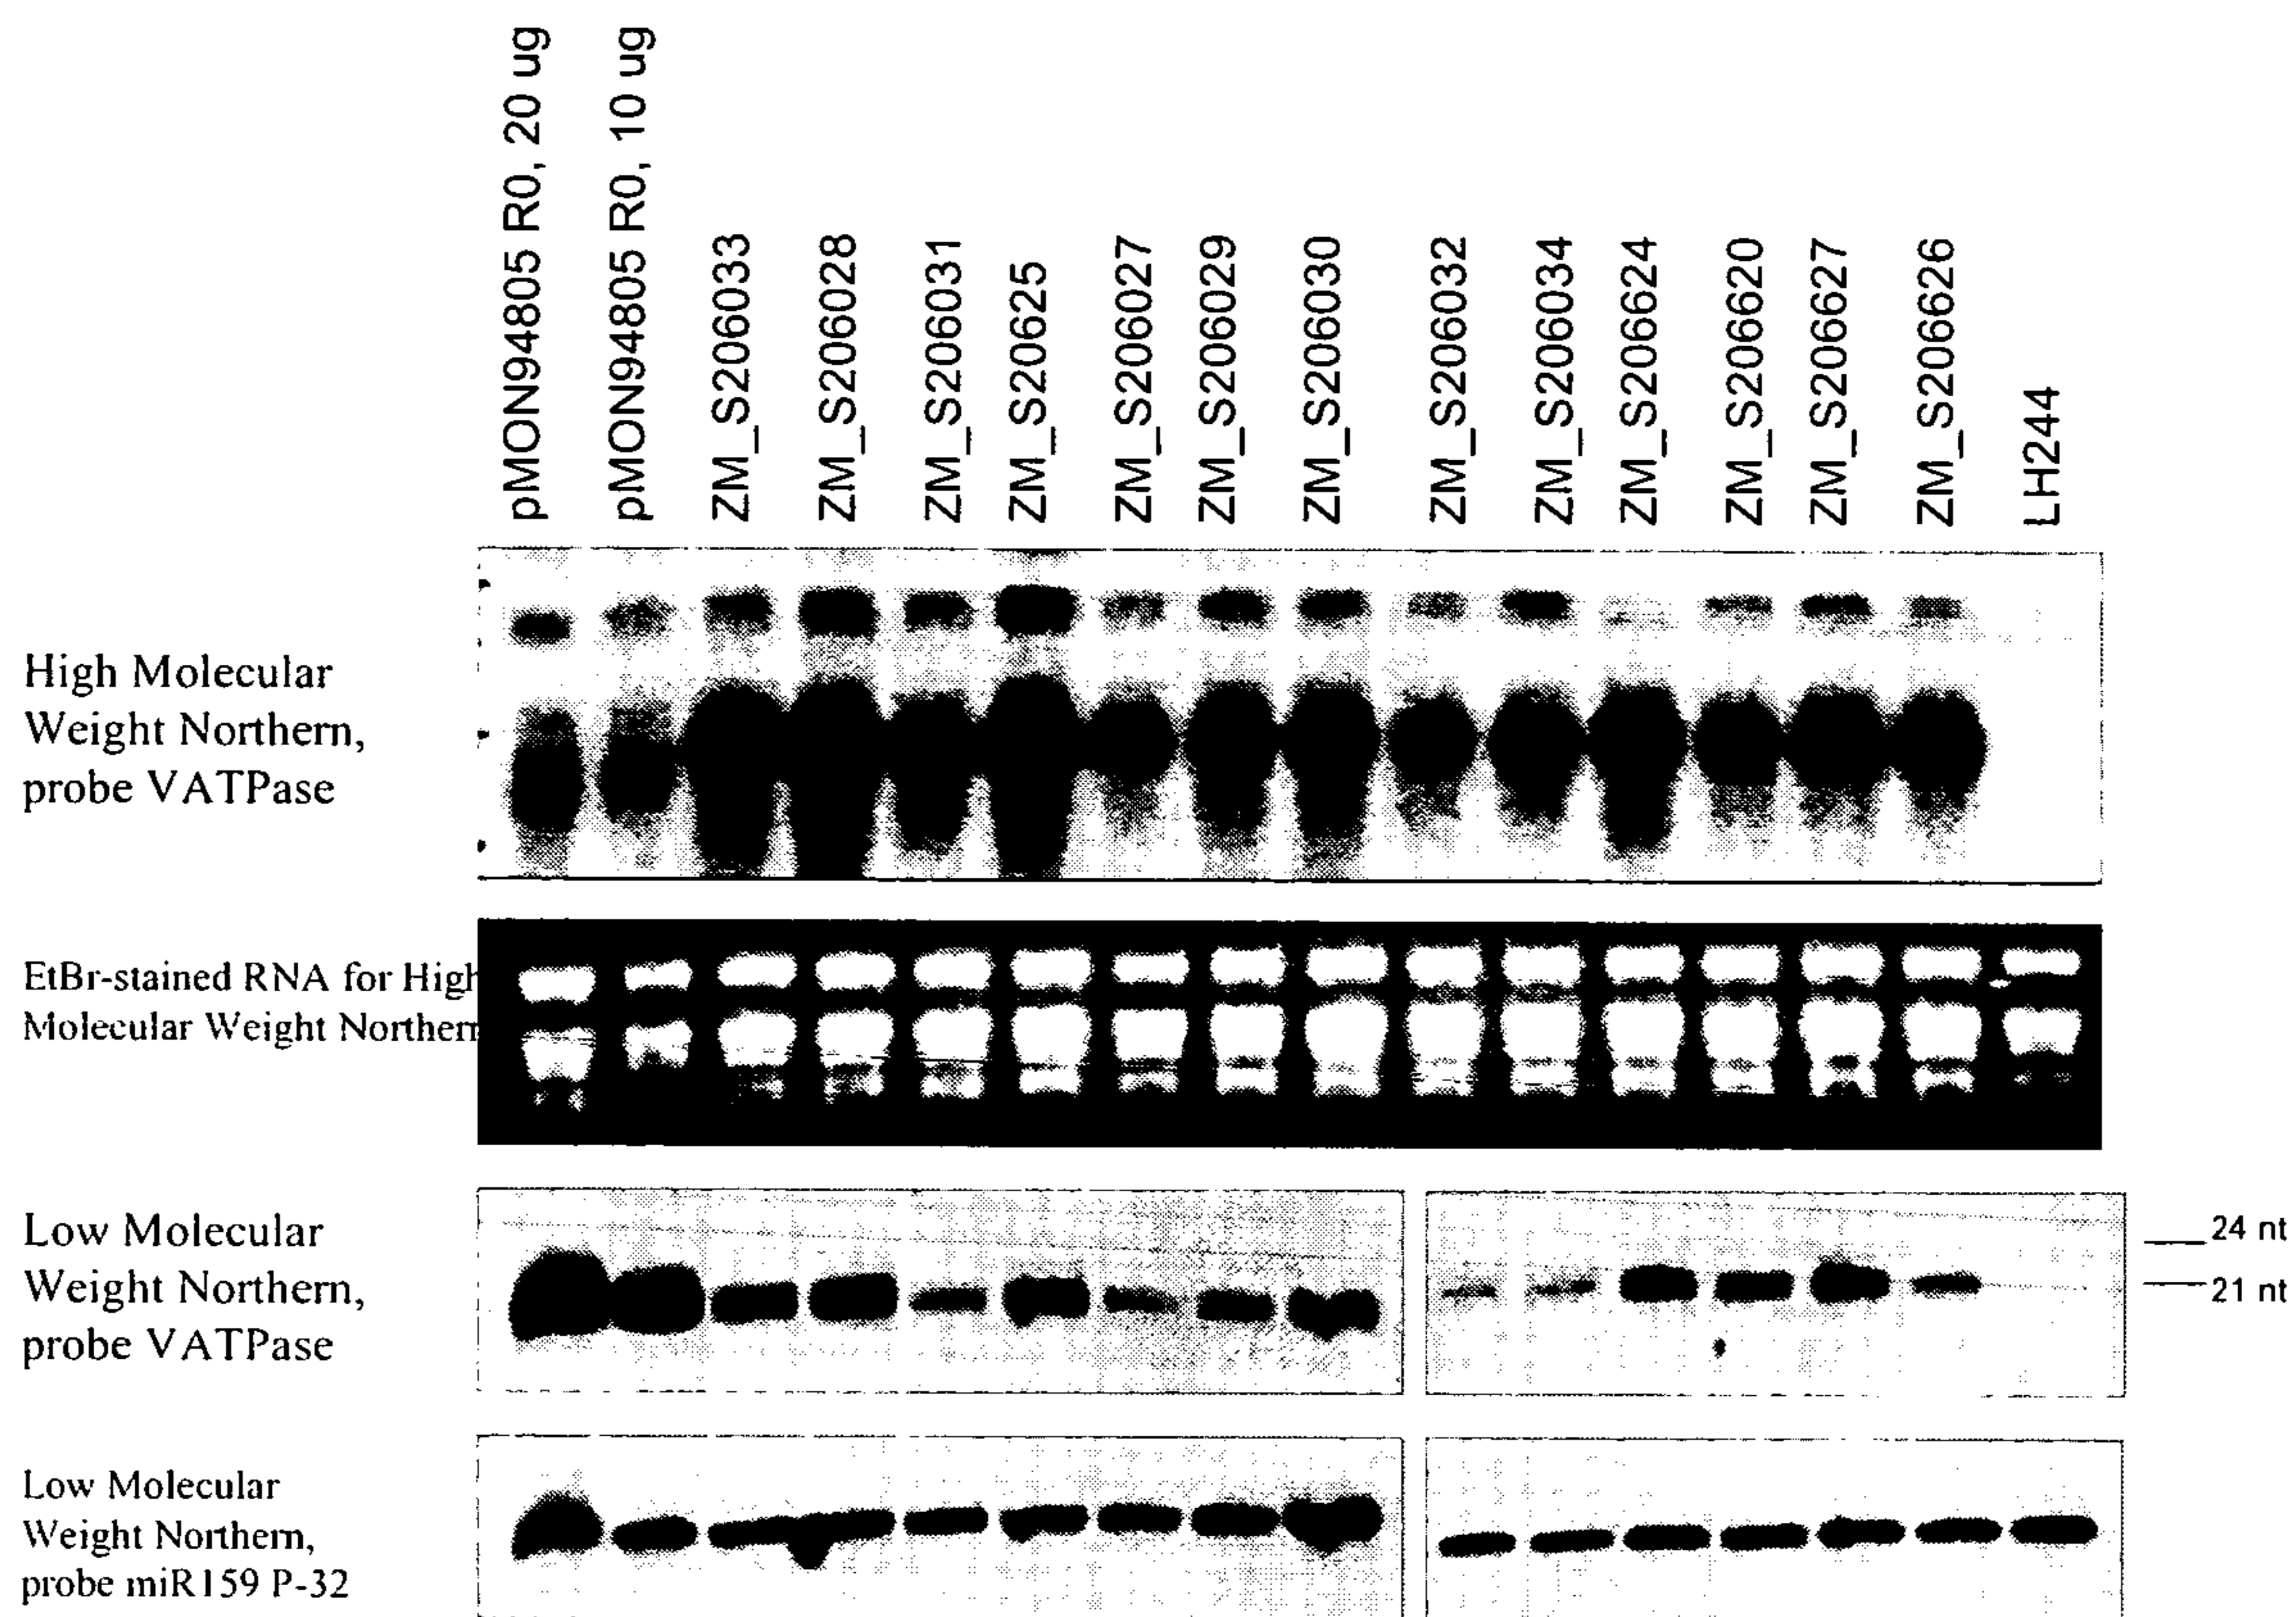 pMON94805 R0, 20 ug
pMON94805 R0, 10 ug
ZM_S206033
ZM_S206028
ZM_S206031
ZM_S20625
ZM_S206027
ZM_S206029
ZM_S206030
ZM_S206032
ZM_S206034
ZM_S206624
ZM_S206620
ZM_S206627
ZM_S206626
LH244
High Molecular
Weight Northern,
probe VATPase
EtBr-stained RNA for High
Molecular Weight Northern
Low Molecular
Weight Northern,
probe VATPase
24 nt
21 nt
Low Molecular
Weight Northern,
probe miR159 P-32